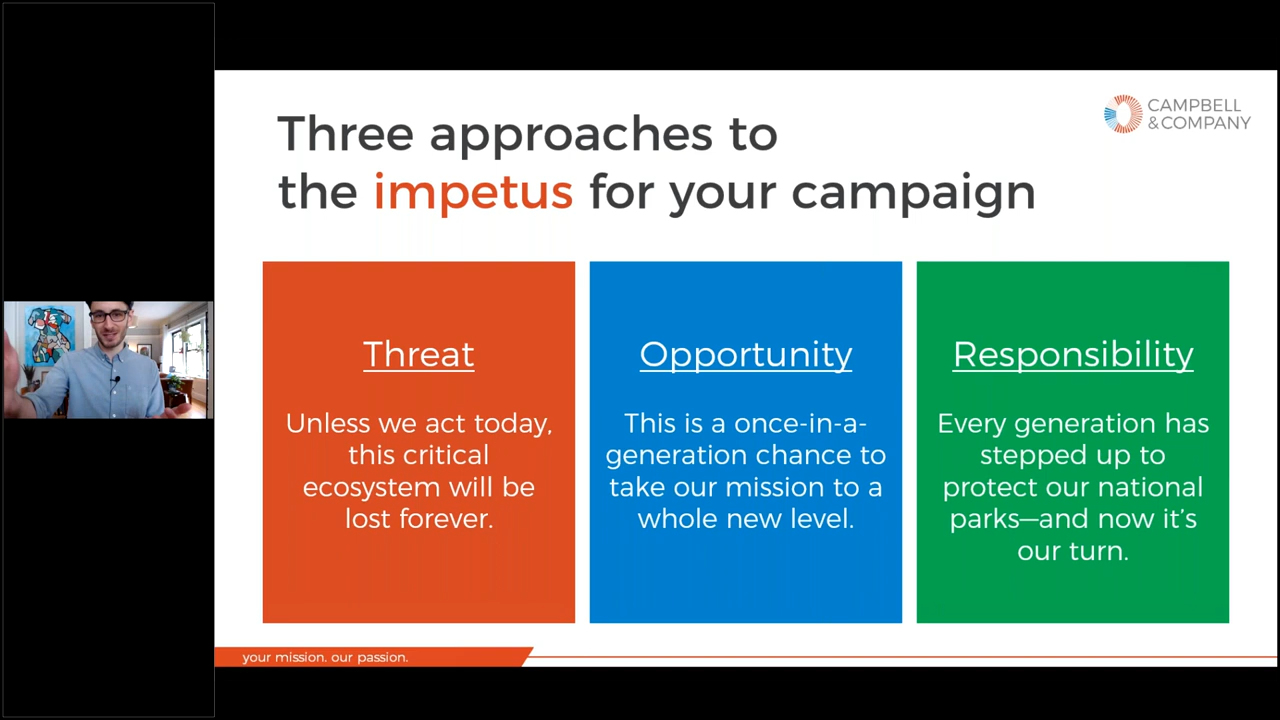 Three approaches to
the impetus for your campaign
CAMPBELL
&COMPANY
Threat
Unless we act today,
this critical
ecosystem will be
lost forever.
Opportunity
This is a once-in-a-
generation chance to
take our mission to a
whole new level.
Responsibility
Every generation has
stepped up to
protect our national
parks—and now it's
our turn.
your mission. our passion.